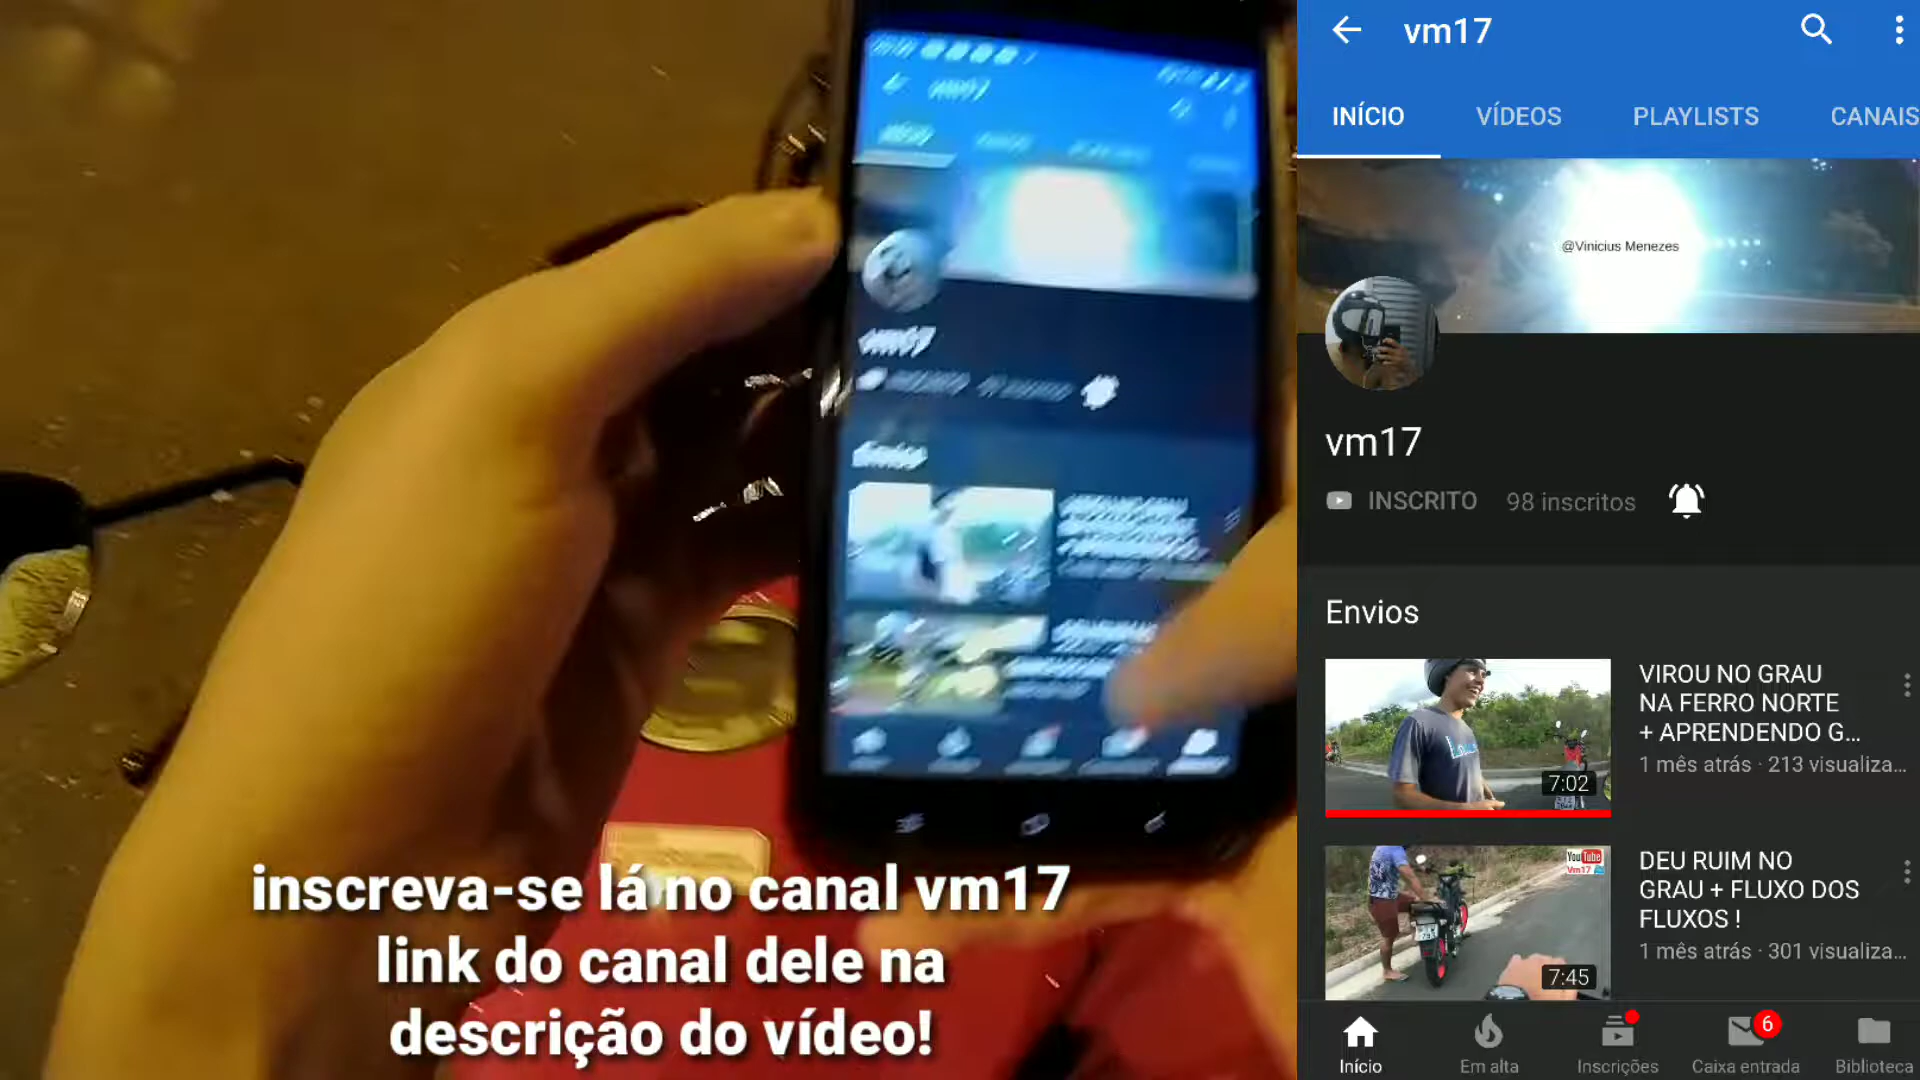 vm17
INÍCIO VÍDEOS PLAYLISTS CANAIS
@Vinicius Menezes
vm17
INSCRITO 98 inscritos
Envios
VIROU NO GRAU
NA FERRO NORTE
+ APRENDENDO G...
1 mês atrás · 213 visualiza...
7:02
DEU RUIM NO
GRAU + FLUXO DOS
FLUXOS !
1 mês atrás · 301 visualiza...
YouTube
Vm17
7:45
6
Início Em alta Inscrições Caixa entrada Biblioteca
inscreva-se lá no canal vm17
link do canal dele na
descrição do vídeo!